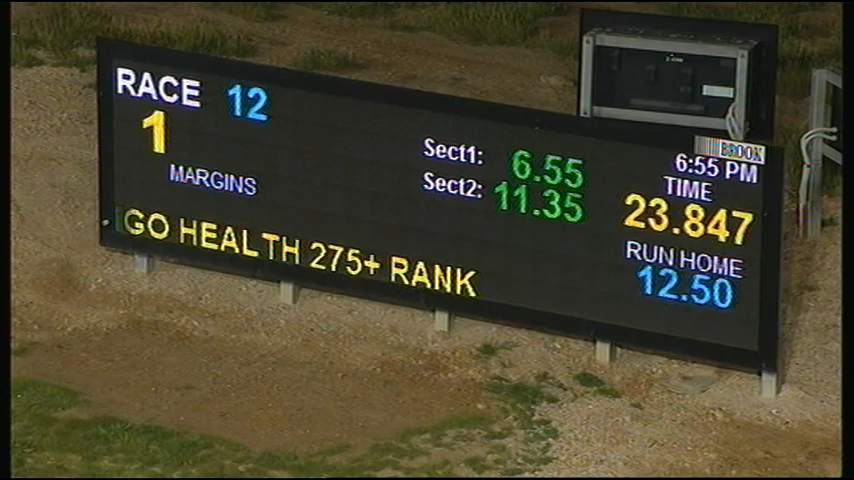 RACE 12
1
MARGINS
GO HEALTH 275+ RANK
Sect1: 6.55
Sect2: 11.35
BROOK
6:55 PM
TIME
23.847
RUN HOME
12.50